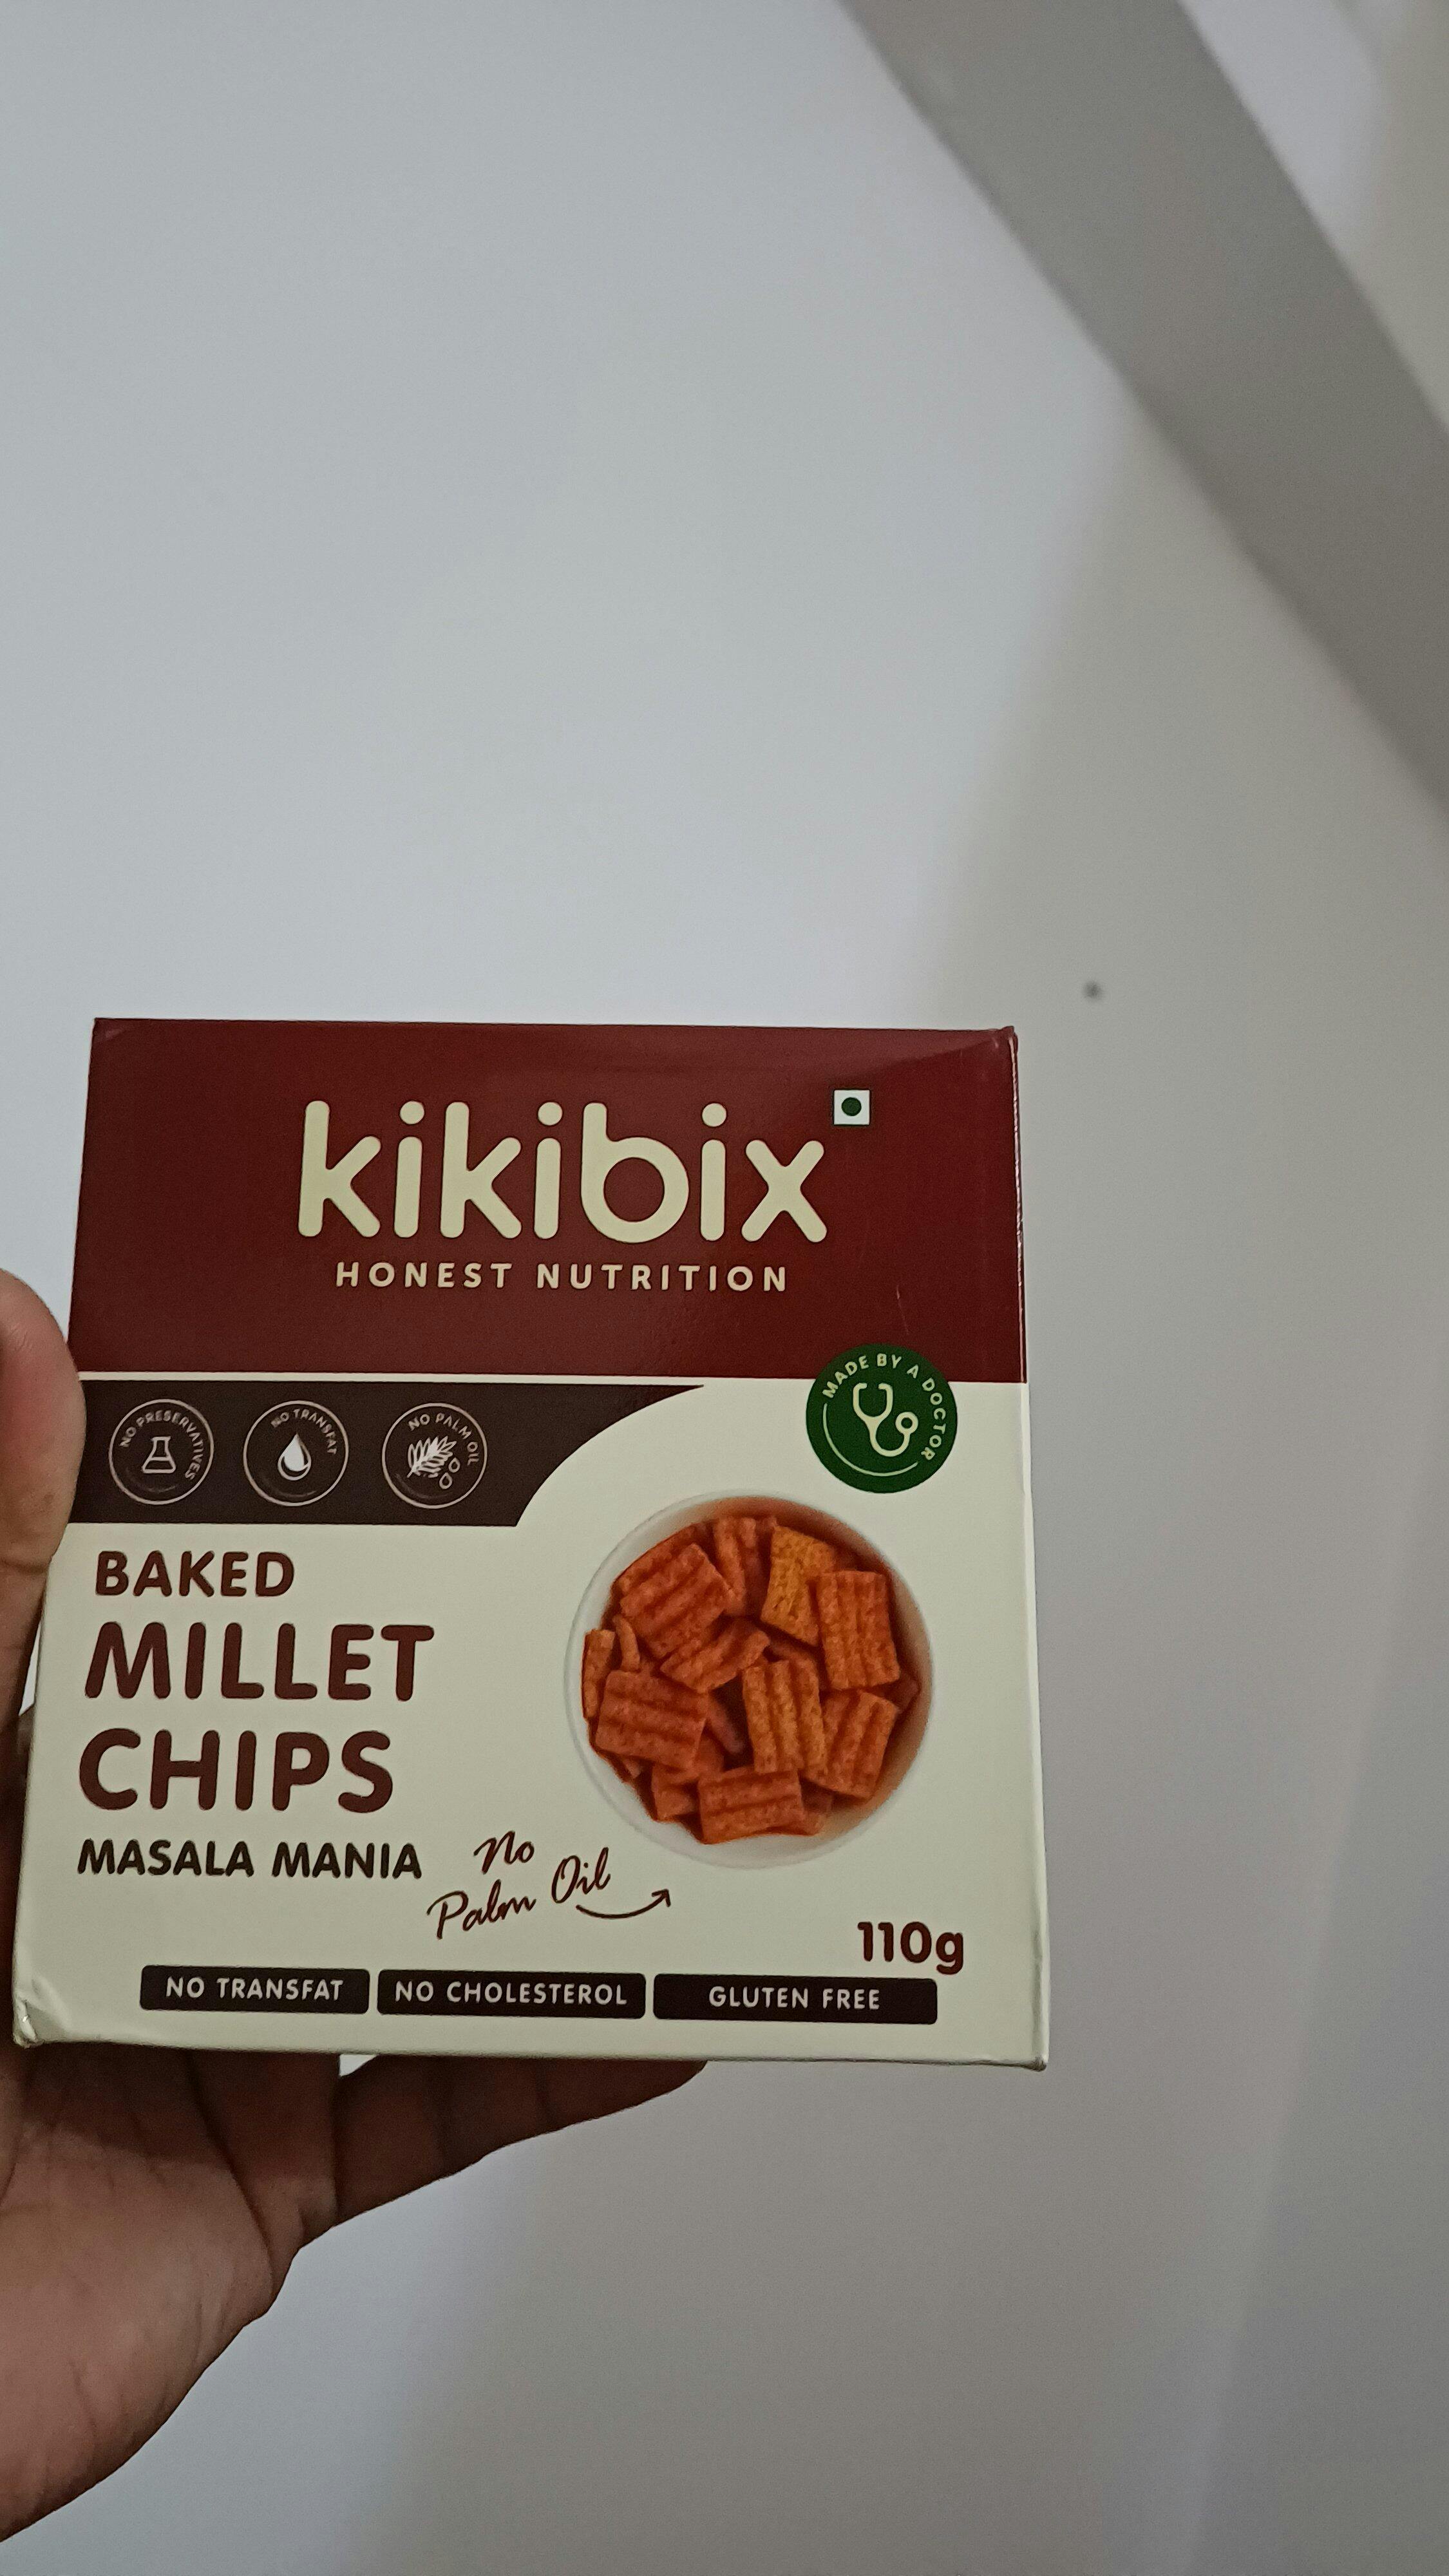 kikibix
HONEST NUTRITION
MADE BY A DOCTOR
NO PRESERVATIVES
NO TRANSFAT
NO PALM OIL
BAKED
MILLET
CHIPS
MASALA MANIA
No
Palm Oil
110g
NO TRANSFAT
NO CHOLESTEROL
GLUTEN FREE